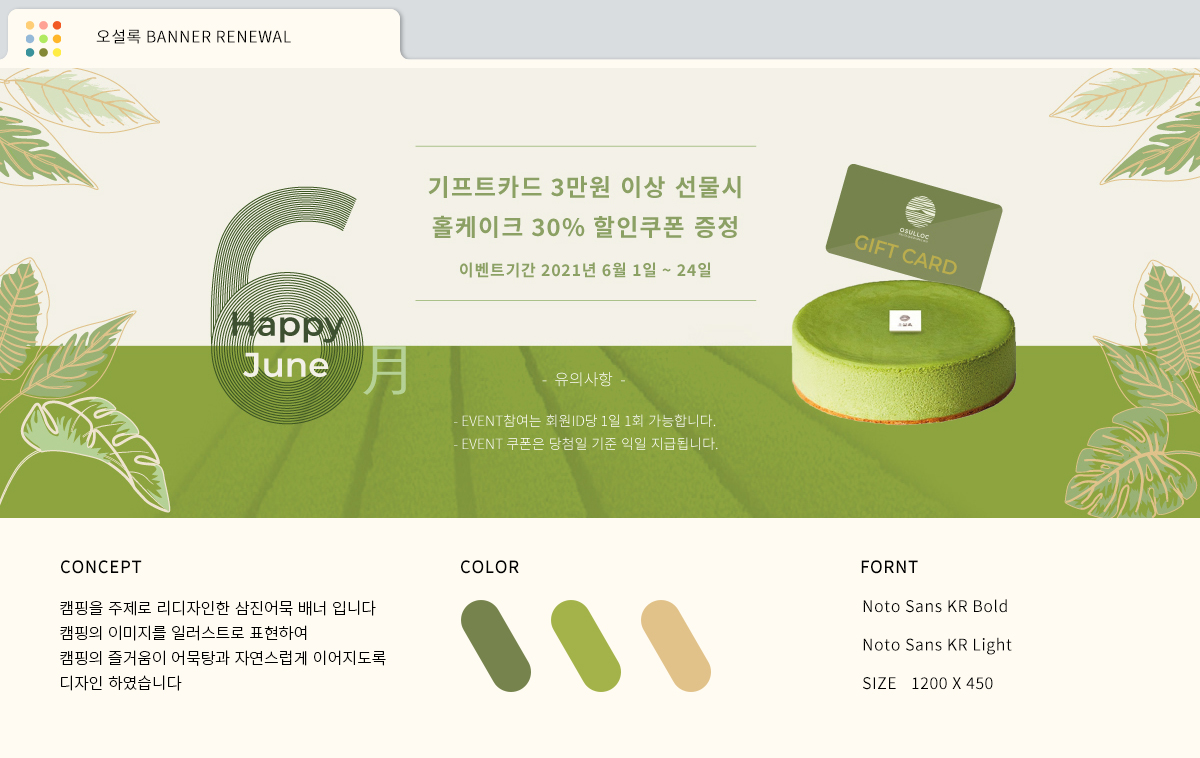 오설록 BANNER RENEWAL
기프트카드 3만원 이상 선물시
홀케이크 30% 할인쿠폰 증정
이벤트기간 2021년 6월 1일 ~ 24일
6
Happy
June
月
OSULLOC
GIFT CARD
- 유의사항 -
- EVENT참여는 회원ID당 1일 1회 가능합니다.
- EVENT 쿠폰은 당첨일 기준 익일 지급됩니다.
CONCEPT
캠핑을 주제로 리디자인한 삼진어묵 배너 입니다
캠핑의 이미지를 일러스트로 표현하여
캠핑의 즐거움이 어묵탕과 자연스럽게 이어지도록
디자인 하였습니다
COLOR
FORNT
Noto Sans KR Bold
Noto Sans KR Light
SIZE 1200 X 450